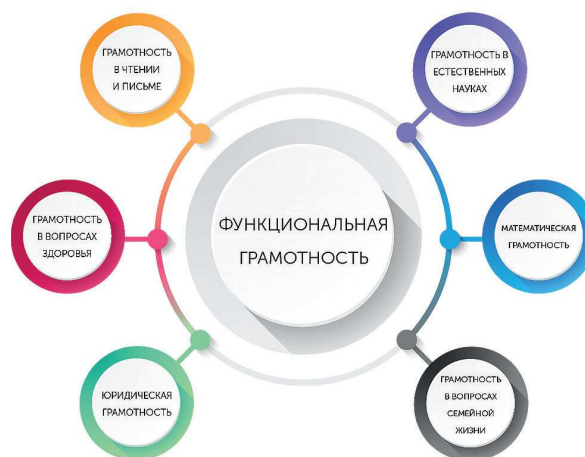 ГРАМОТНОСТЬ
В ЧТЕНИИ
И ПИСЬМЕ
ГРАМОТНОСТЬ В
ЕСТЕСТВЕННЫХ
НАУКАХ
ГРАМОТНОСТЬ
В ВОПРОСАХ
ЗДОРОВЬЯ
ФУНКЦИОНАЛЬНАЯ
ГРАМОТНОСТЬ
МАТЕМАТИЧЕСКАЯ
ГРАМОТНОСТЬ
ЮРИДИЧЕСКАЯ
ГРАМОТНОСТЬ
ГРАМОТНОСТЬ
В ВОПРОСАХ
СЕМЕЙНОЙ
ЖИЗНИ